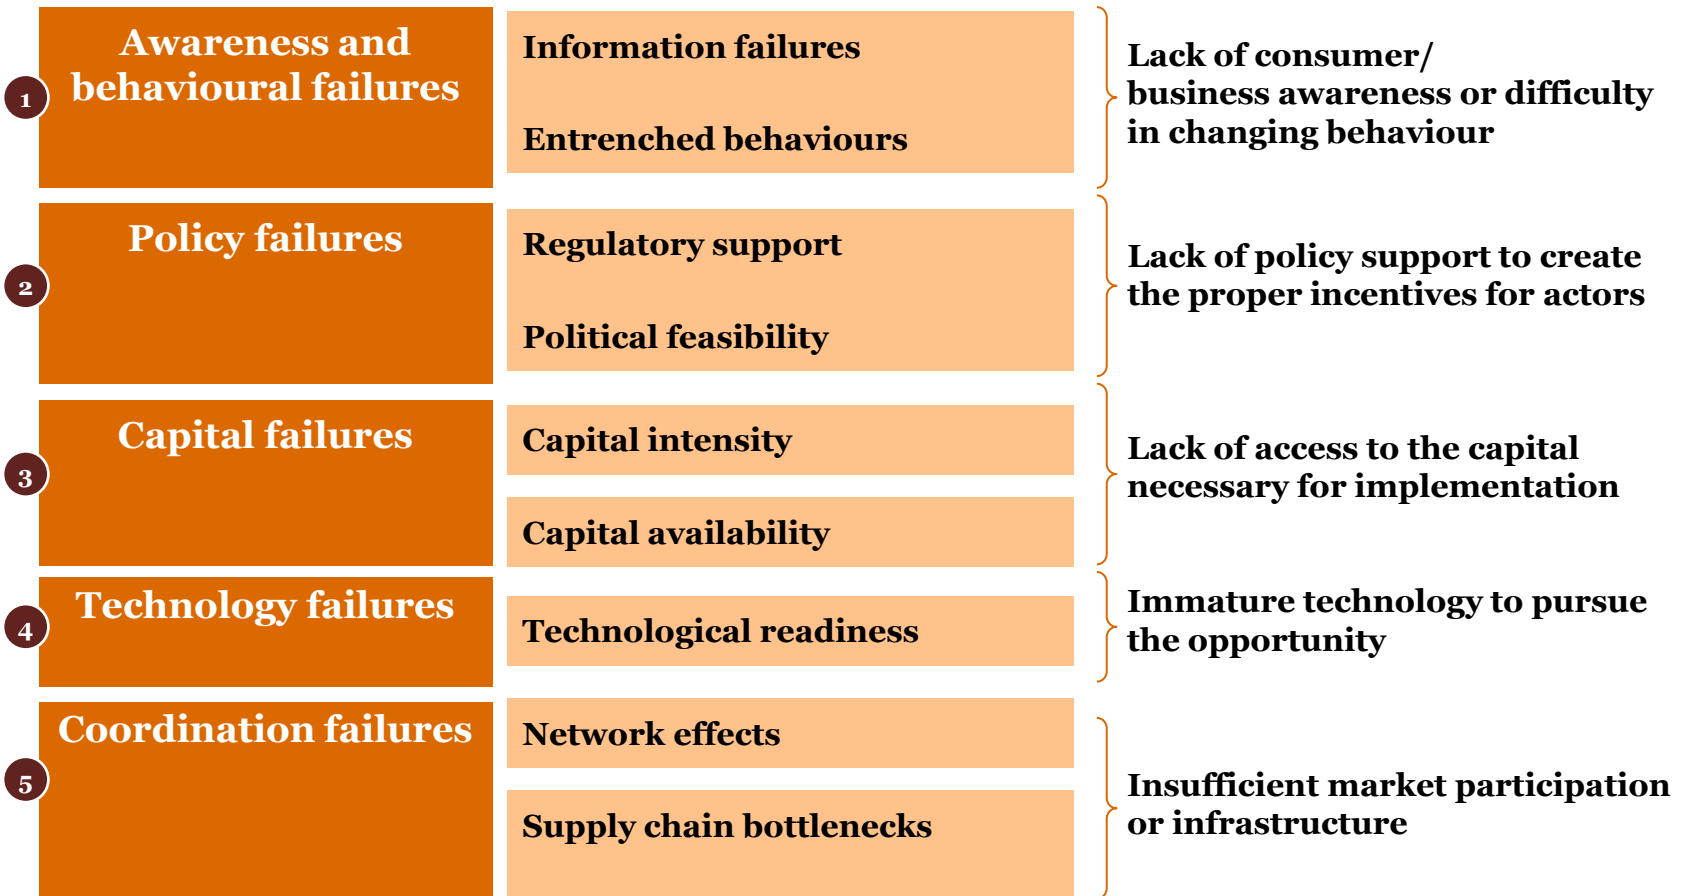 1
Awareness and
behavioural failures
Information failures
Entrenched behaviours
Lack of consumer/
business awareness or difficulty
in changing behaviour
2
Policy failures
Regulatory support
Political feasibility
Lack of policy support to create
the proper incentives for actors
3
Capital failures
Capital intensity
Capital availability
Lack of access to the capital
necessary for implementation
4
Technology failures
Technological readiness
Immature technology to pursue
the opportunity
5
Coordination failures
Network effects
Supply chain bottlenecks
Insufficient market participation
or infrastructure